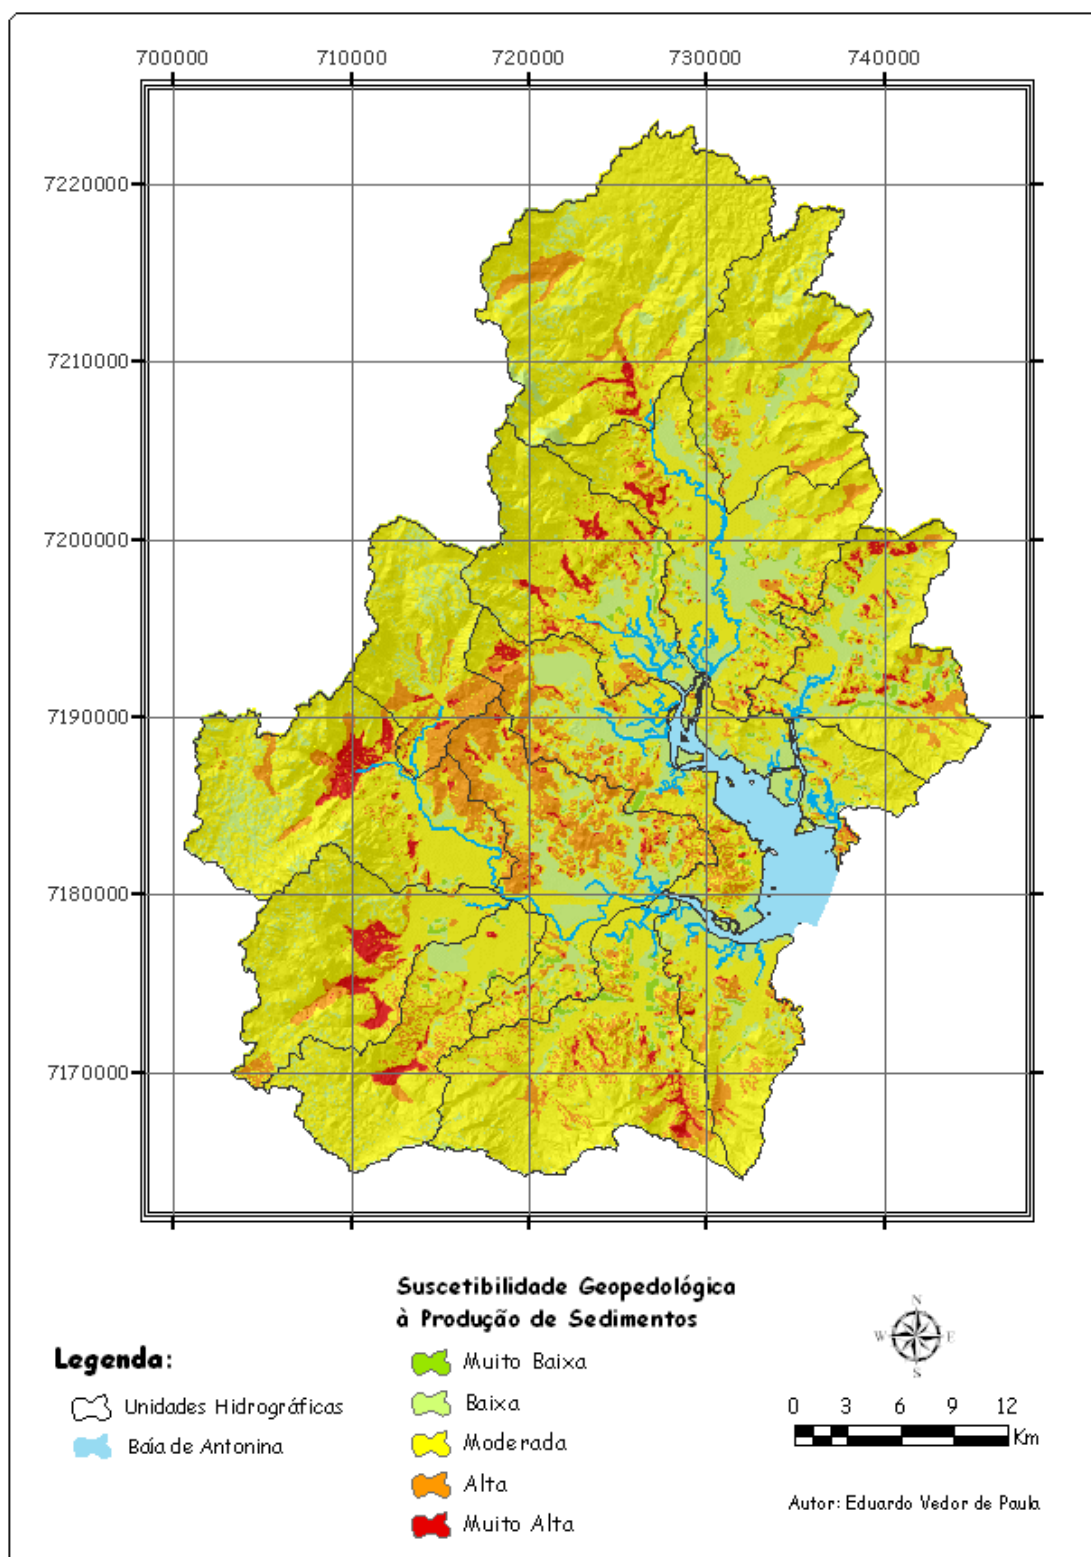 700000 710000 720000 730000 740000
7220000
7210000
7200000
7190000
7180000
7170000
Suscetibilidade Geopedológica
à Produção de Sedimentos
Legenda:
Unidades Hidrográficas
Baía de Antonina
Muito Baixa
Baixa
Moderada
Alta
Muito Alta
N
W E
S
0 3 6 9 12
Km
Autor: Eduardo Vedor de Paula